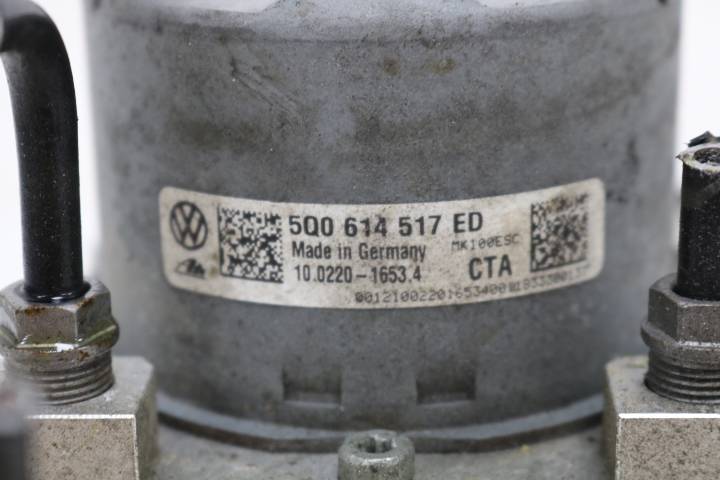 5Q0 614 517 ED
Made in Germany MK100ESC
10.0220-1653.4 CTA